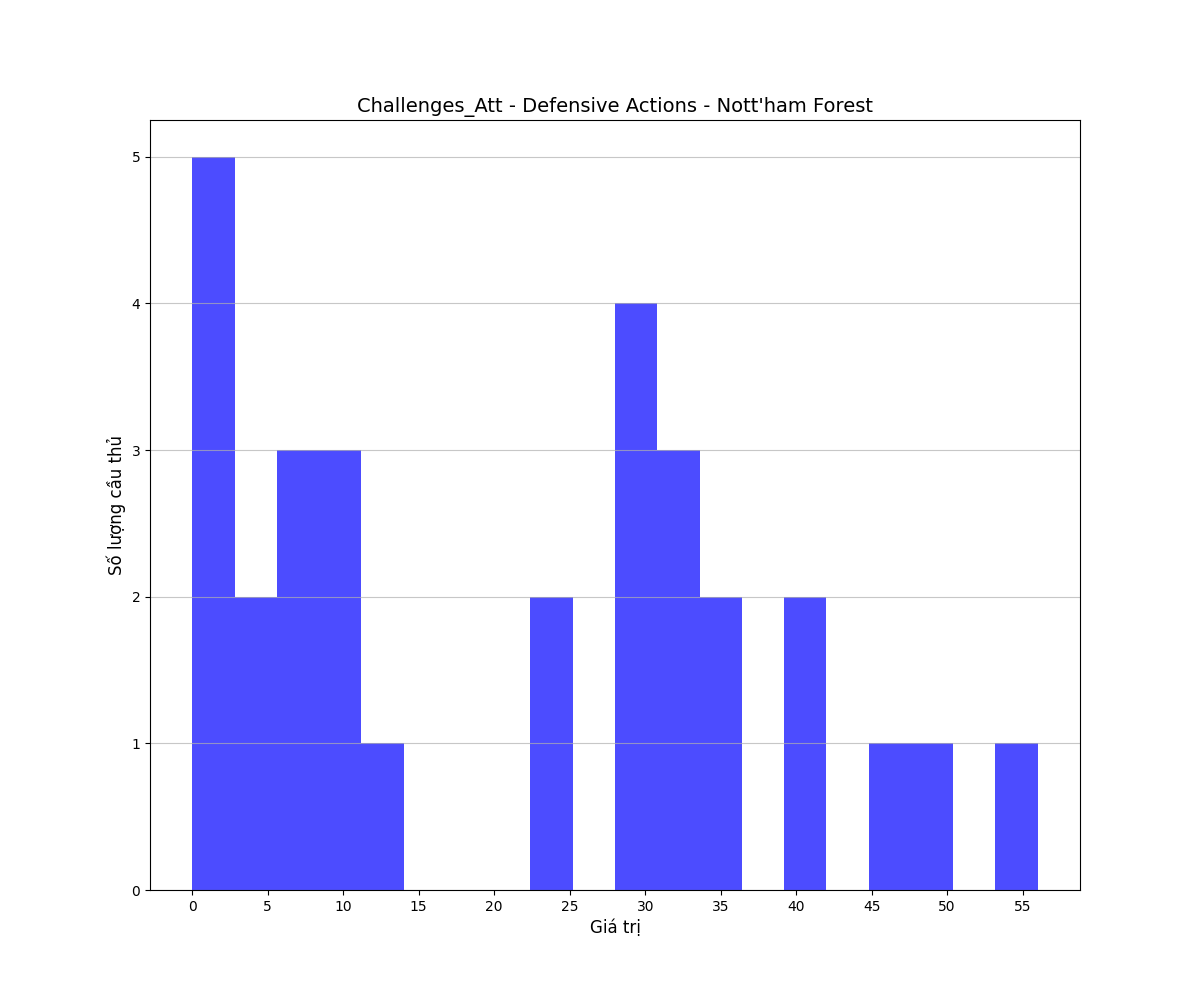 Challenges_Att - Defensive Actions - Nott'ham Forest
5
4
3
2
1
0
Số lượng cầu thủ
0 5 10 15 20 25 30 35 40 45 50 55
Giá trị